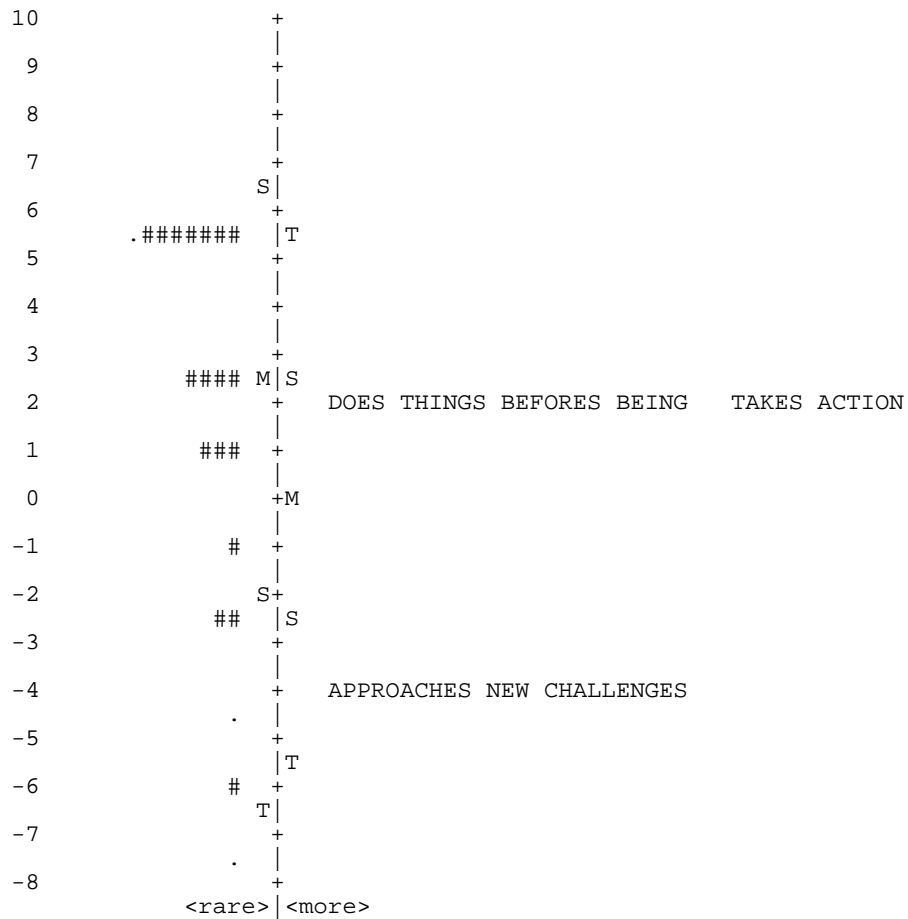 10 +
|
9 +
|
8 +
|
7 +
S|
6 +
.####### |T
5 +
|
4 +
|
3 +
#### M|S
2 + DOES THINGS BEFORES BEING TAKES ACTION
|
1 ### +
|
0 +M
|
-1 # +
|
-2 S+
## |S
-3 +
|
-4 + APPROACHES NEW CHALLENGES
. |
-5 +
|T
-6 # +
T|
-7 +
. |
-8 +
<rare>|<more>